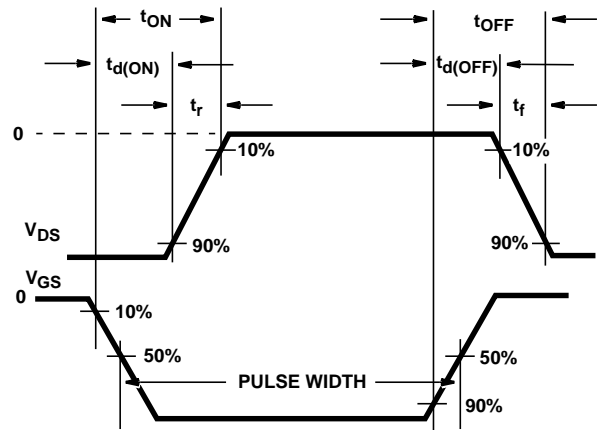 tON tOFF
td(ON) td(OFF)
tr tf
0
10% 10%
VDS 90% 90%
VGS
0
10%
50% 50%
PULSE WIDTH
90%